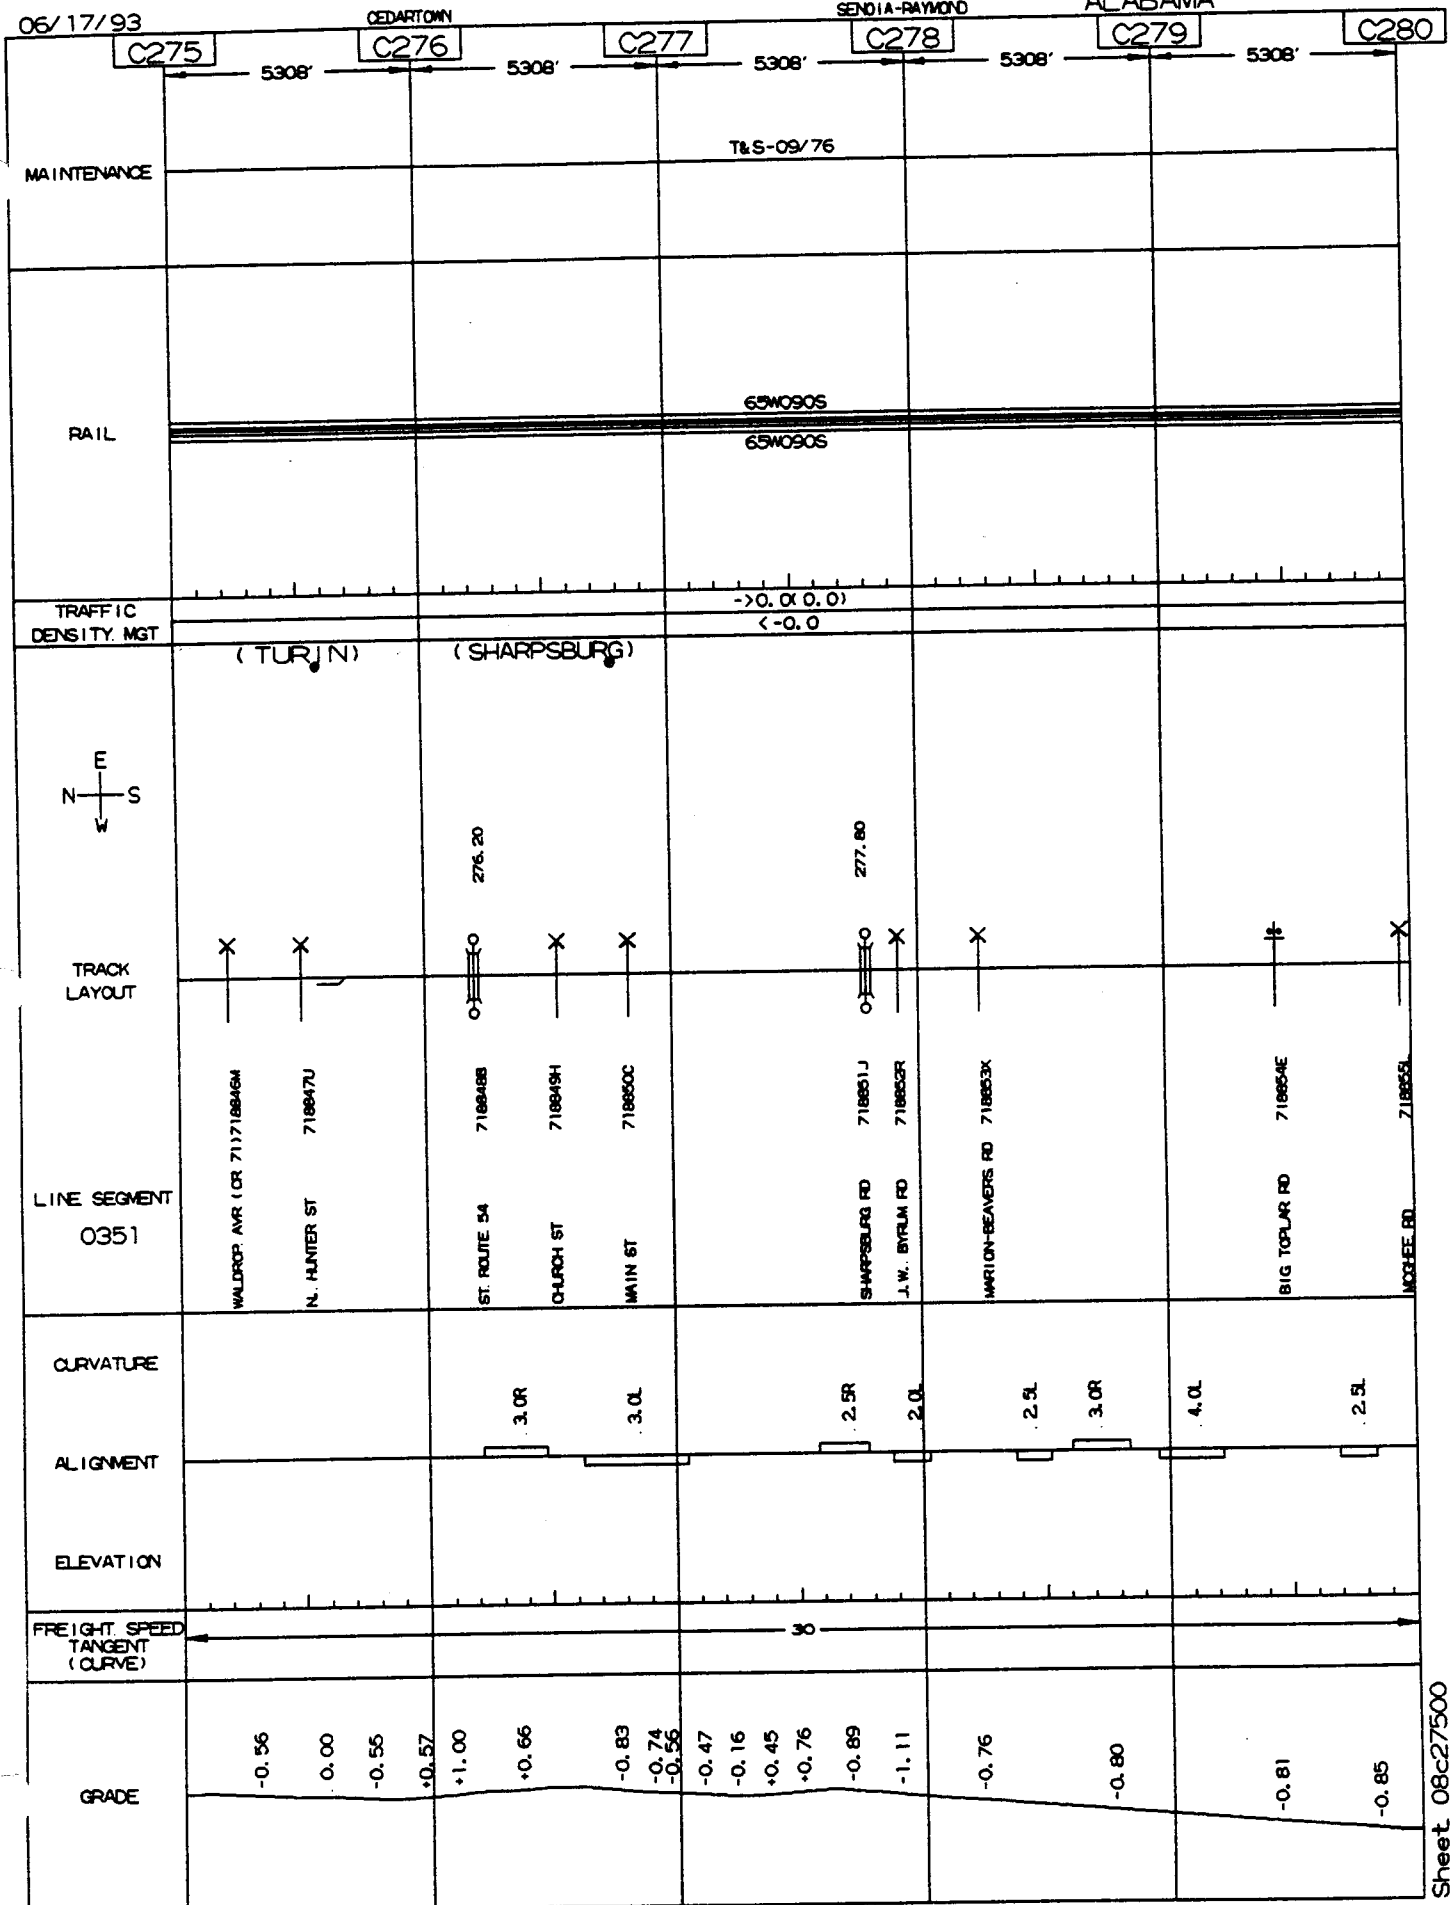 06/17/93
CEDARTOWN
SENOIA-RAYMOND
ALABAMA
C275
C276
C277
C278
C279
C280
5308'
5308'
5308'
5308'
5308'
MAINTENANCE
T&S-09/76
RAIL
65W090S
65W090S
TRAFFIC
DENSITY. MGT
->0.0(0.0)
<-0.0
(TURIN)
(SHARPSBURG)
E
N
S
W
276.20
277.80
TRACK
LAYOUT
LINE SEGMENT
0351
WALDROP. AVR (CR 71) 718846M
N.. HUNTER ST 718847U
ST. ROUTE 54 718848B
CHURCH ST 718849H
MAIN ST 718850C
SHARPSBURG RD 718851J
J.W.. BYRUM RD 718852R
MARION-BEAVERS RD 718853X
BIG TOPLAR RD 718854E
MCGHEE RD 718855L
CURVATURE
3.0R
3.0L
2.5R
2.0L
2.5L
3.0R
4.0L
2.5L
ALIGNMENT
ELEVATION
FREIGHT. SPEED
TANGENT
(CURVE)
30
GRADE
-0.56
0.00
-0.55
+0.57
+1.00
+0.66
-0.83
-0.74
-0.56
-0.47
-0.16
+0.45
+0.76
-0.89
-1.11
-0.76
-0.80
-0.81
-0.85
Sheet 08c27500